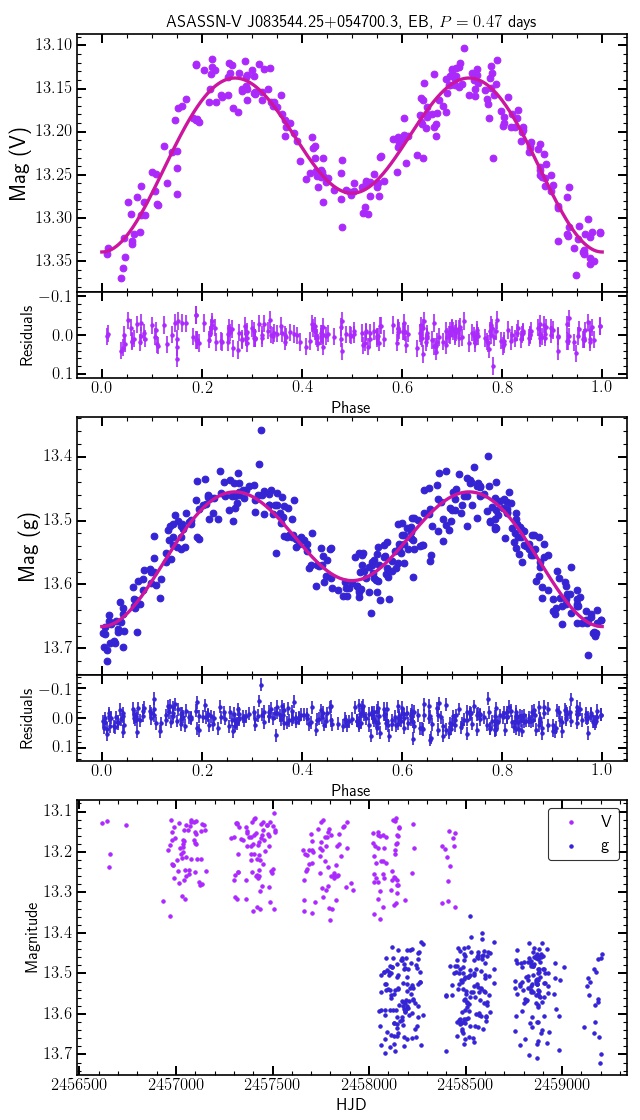 ASASSN-V J083544.25+054700.3, EB, P = 0.47 days
13.10
13.15
13.20
13.25
13.30
13.35
Mag (V)
−0.1
0.0
0.1
Residuals
0.0 0.2 0.4 0.6 0.8 1.0
Phase
13.4
13.5
13.6
13.7
Mag (g)
−0.1
0.0
0.1
Residuals
0.0 0.2 0.4 0.6 0.8 1.0
Phase
13.1
13.2
13.3
13.4
13.5
13.6
13.7
Magnitude
V
g
2456500 2457000 2457500 2458000 2458500 2459000
HJD